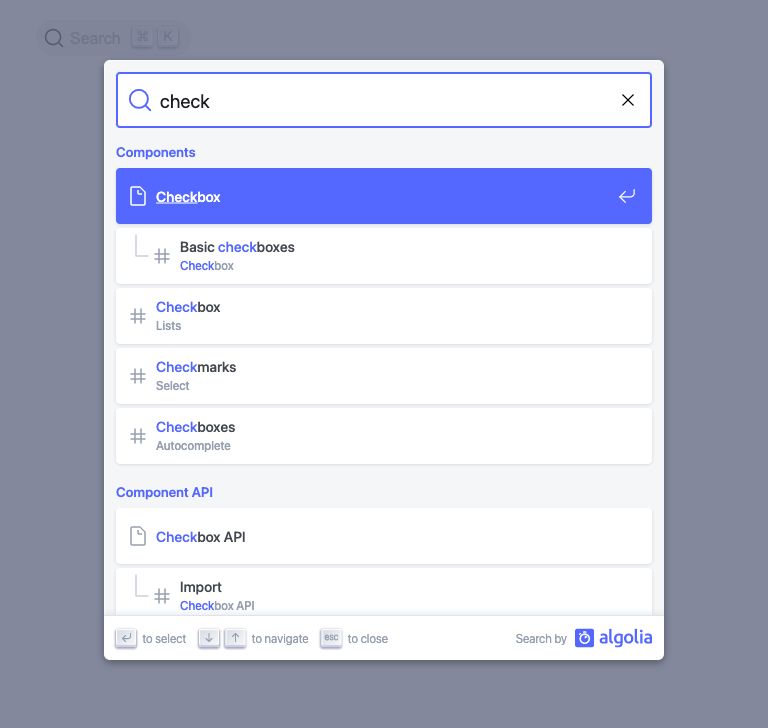 Search ⌘ K
check
Components
Checkbox
Basic checkboxes
Checkbox
Checkbox
Lists
Checkmarks
Select
Checkboxes
Autocomplete
Component API
Checkbox API
Import
Checkbox API
to select to navigate esc to close Search by algolia